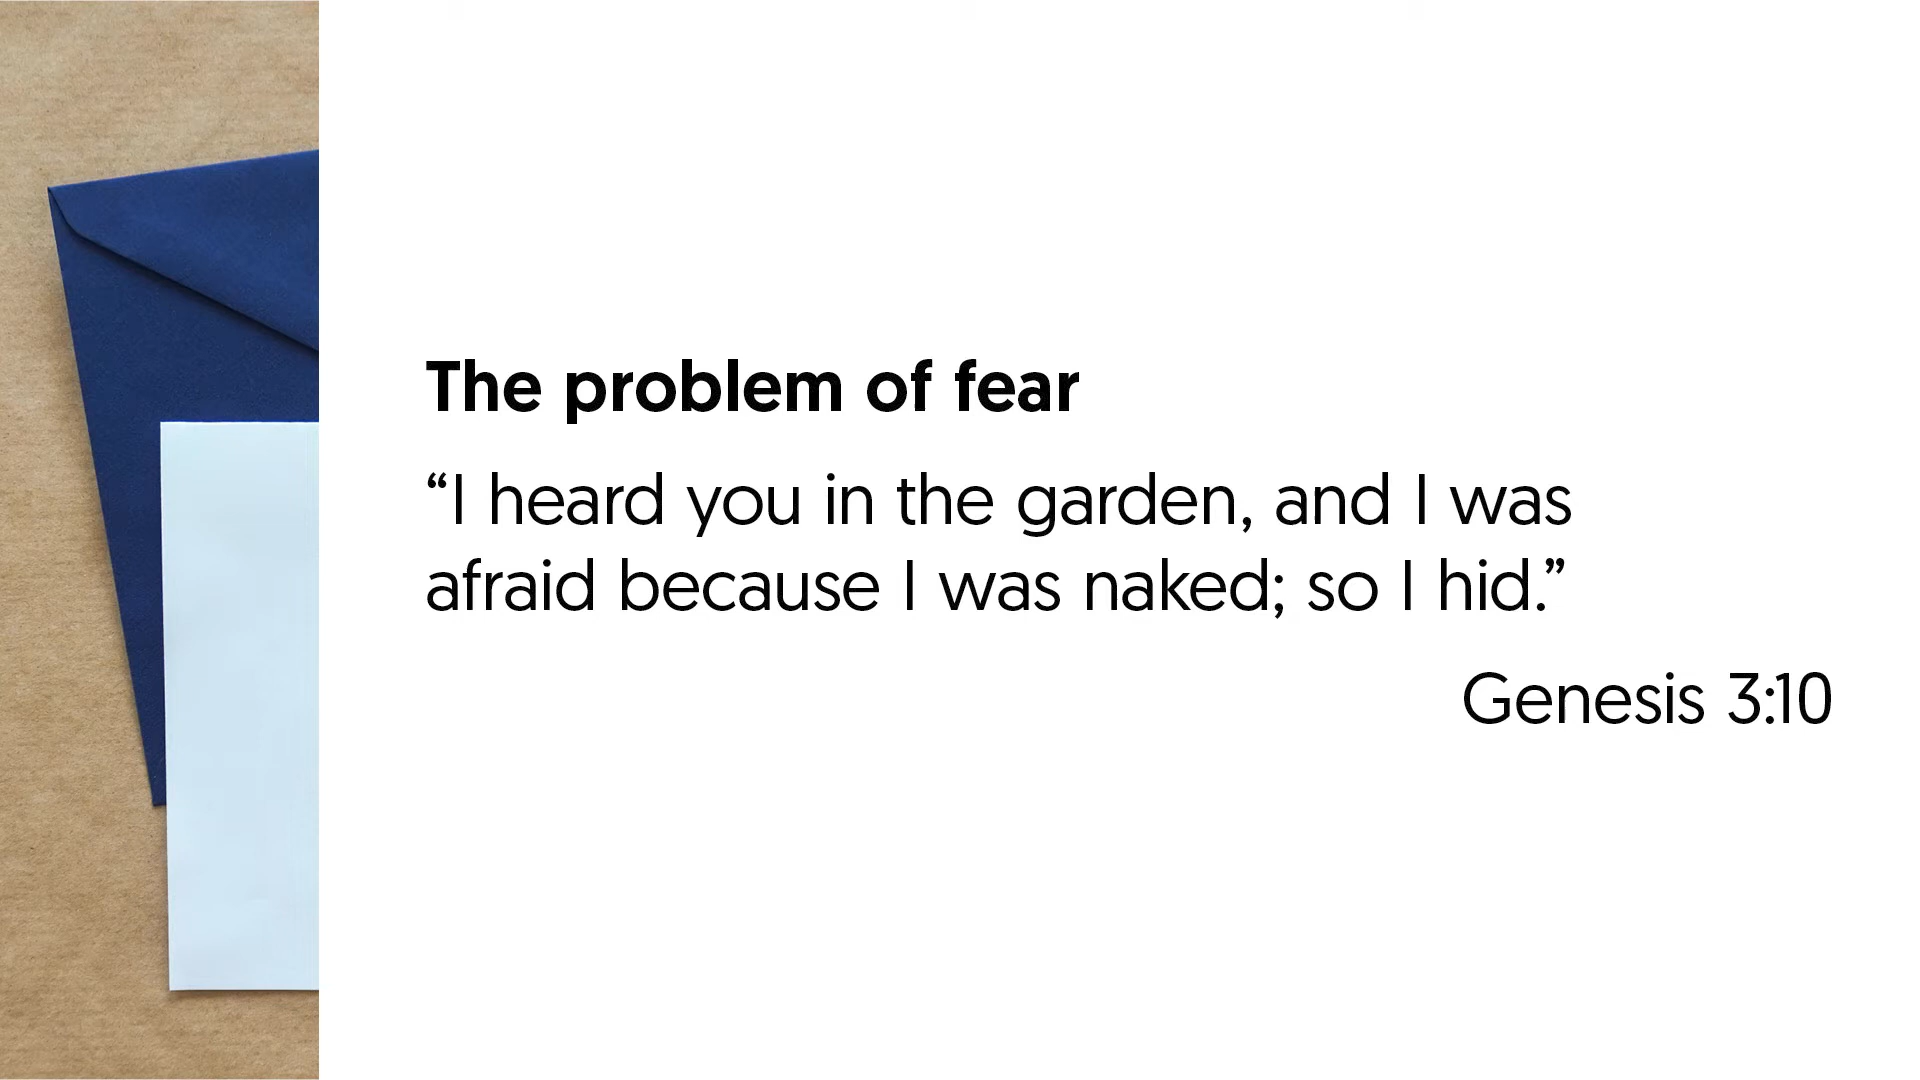 The problem of fear
“I heard you in the garden, and I was
afraid because I was naked; so I hid.”
Genesis 3:10